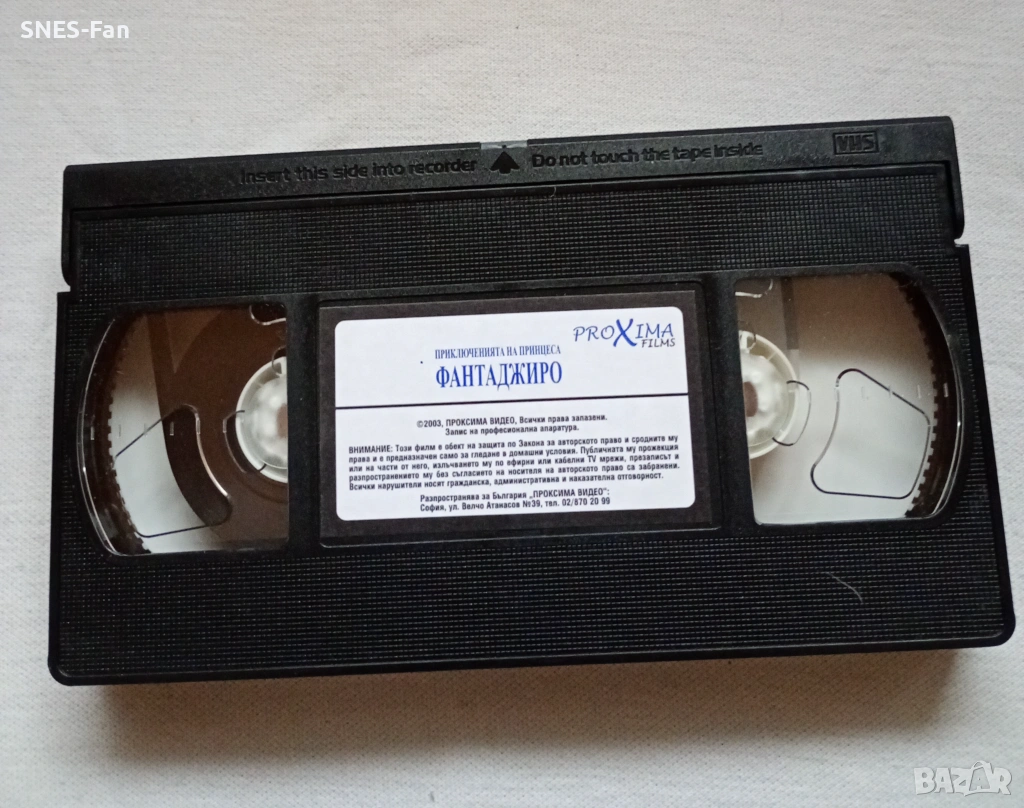 SNES-Fan
Insert this side into recorder Do not touch the tape inside
VHS
PROXIMA
FILMS
ПРИКЛЮЧЕНИЯТА НА ПРИНЦЕСА
ФАНТАДЖИРО
©2003, ПРОКСИМА ВИДЕО, Всички права запазени.
Запис на професионална апаратура.
ВНИМАНИЕ: Този филм е обект на защита по Закона за авторското право и сродните му
права и е предназначен само за гледане в домашни условия. Публичната му прожекция
или на части от него, излъчването му по ефирни или кабелни TV мрежи, презаписът и
разпространението му без съгласието на носителя на авторското право са забранени.
Всички нарушители носят гражданска, административна и наказателна отговорност.
Разпространява за България „ПРОКСИМА ВИДЕО":
София, ул. Велчо Атанасов №39, тел. 02/870 20 99
BAZAR